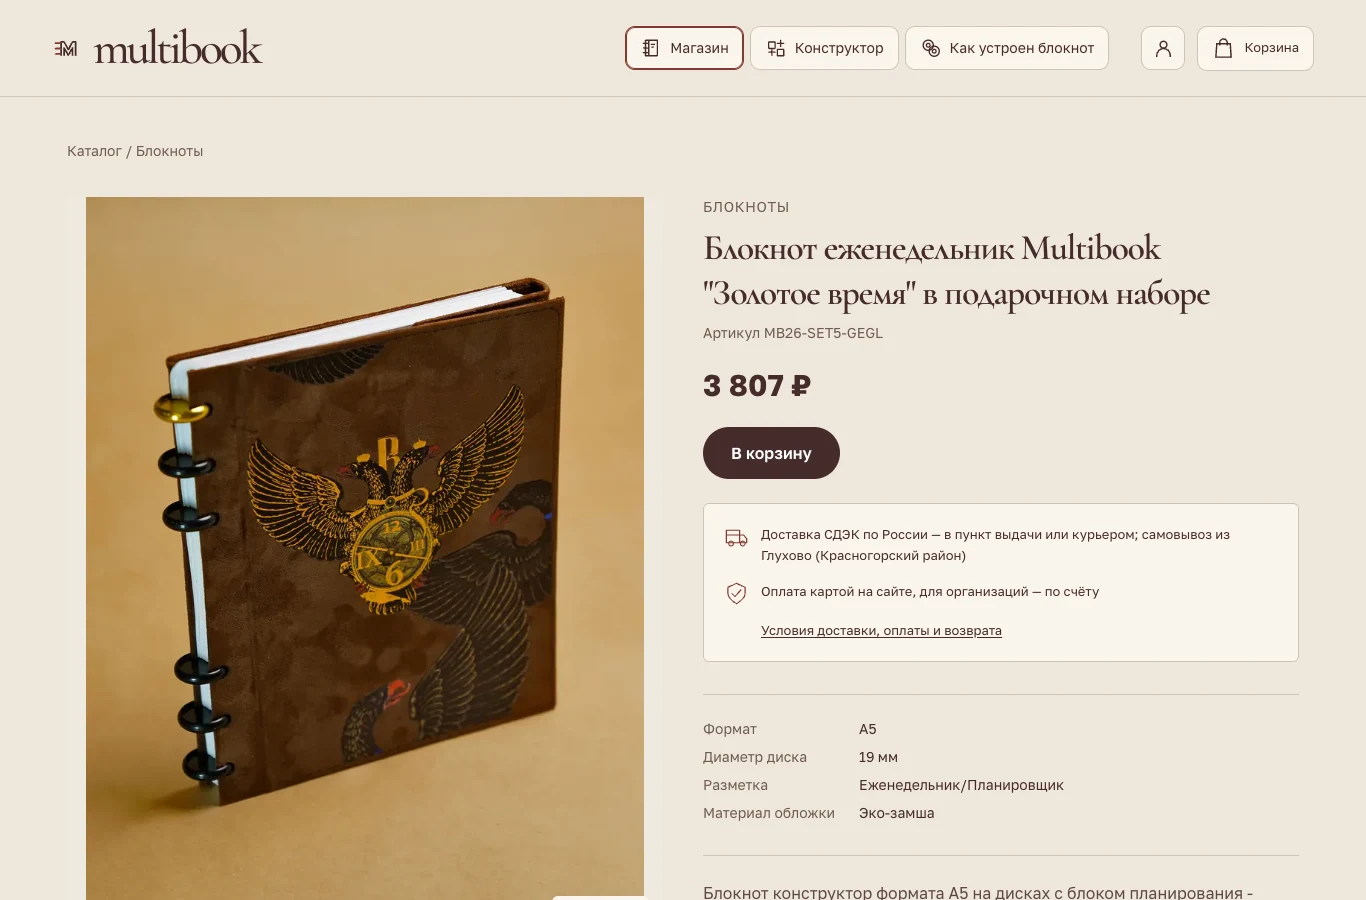 multibook
Магазин
Конструктор
Как устроен блокнот
Корзина
Каталог / Блокноты
БЛОКНОТЫ
Блокнот еженедельник Multibook
"Золотое время" в подарочном наборе
Артикул MB26-SET5-GEGL
3 807 ₽
В корзину
Доставка СДЭК по России — в пункт выдачи или курьером; самовывоз из
Глухово (Красногорский район)
Оплата картой на сайте, для организаций — по счёту
Условия доставки, оплаты и возврата
Формат А5
Диаметр диска 19 мм
Разметка Еженедельник/Планировщик
Материал обложки Эко-замша
Блокнот конструктор формата А5 на дисках с блоком планирования -